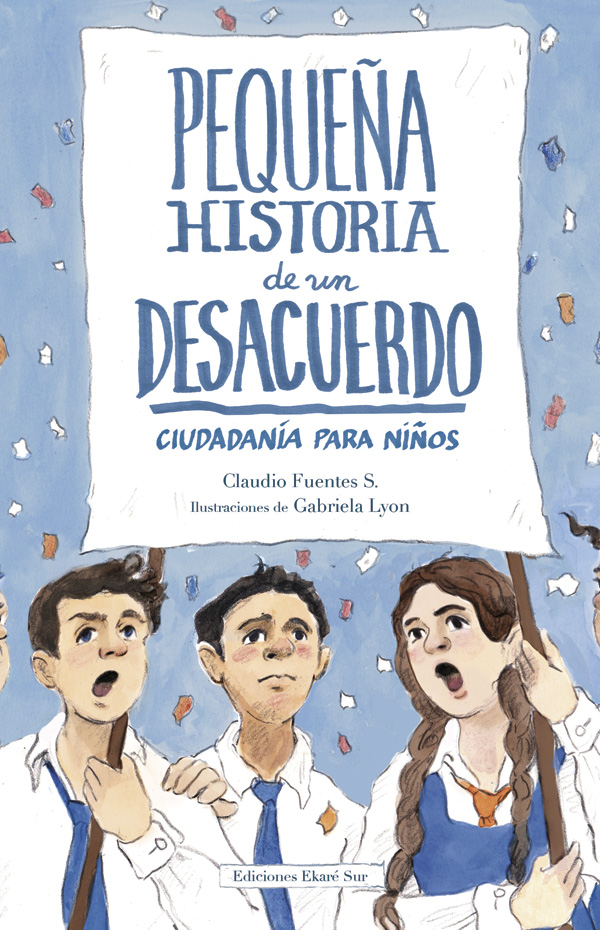 PEQUEÑA
HISTORIA
de un
DESACUERDO
CIUDADANÍA PARA NIÑOS
Claudio Fuentes S.
Ilustraciones de Gabriela Lyon
Ediciones Ekaré Sur